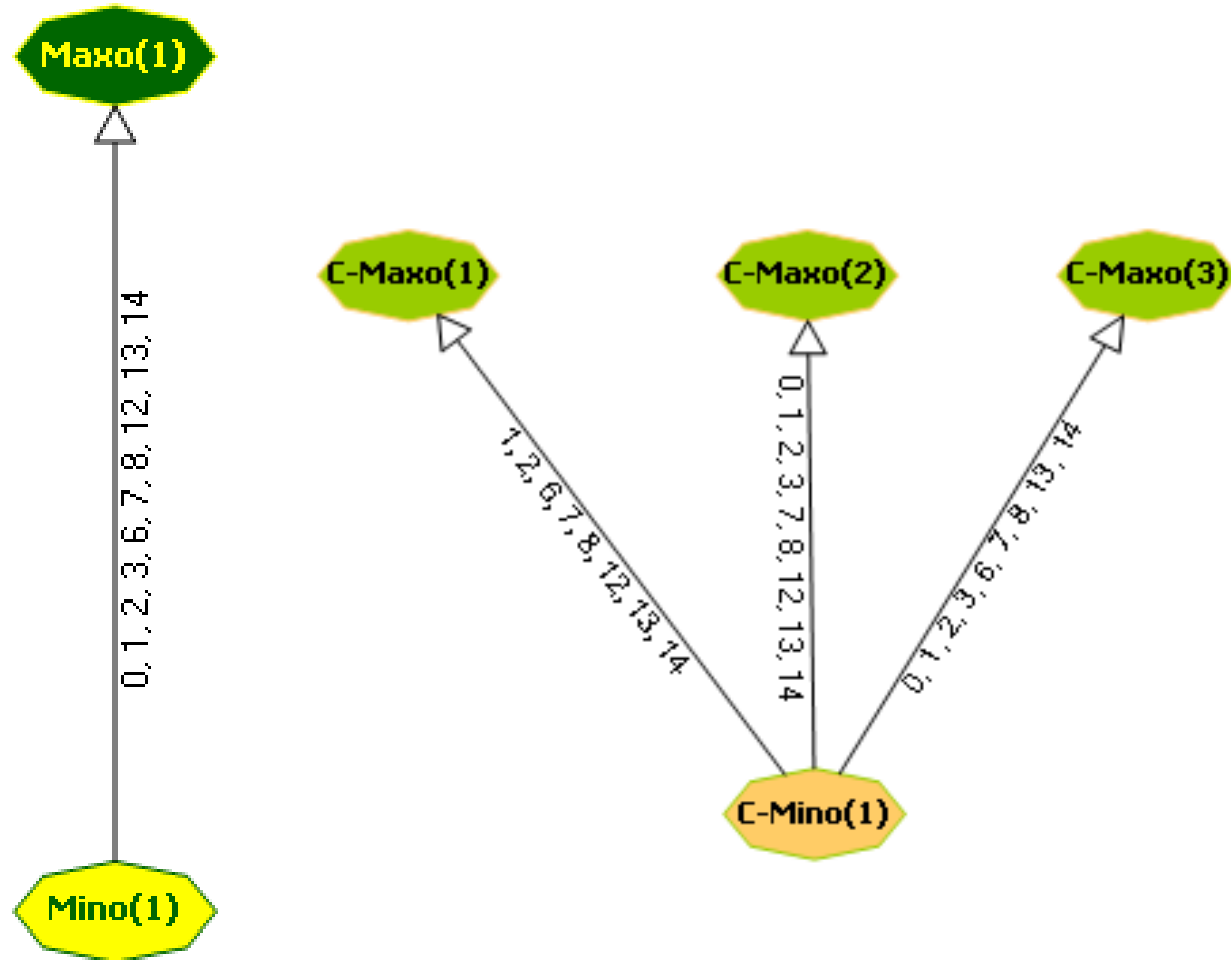 Maxo(1)
0, 1, 2, 3, 6, 7, 8, 12, 13, 14
Mino(1)
C-Maxo(1)
C-Maxo(2)
C-Maxo(3)
1, 2, 6, 7, 8, 12, 13, 14
0, 1, 2, 3, 7, 8, 12, 13, 14
0, 1, 2, 3, 6, 7, 8, 13, 14
C-Mino(1)